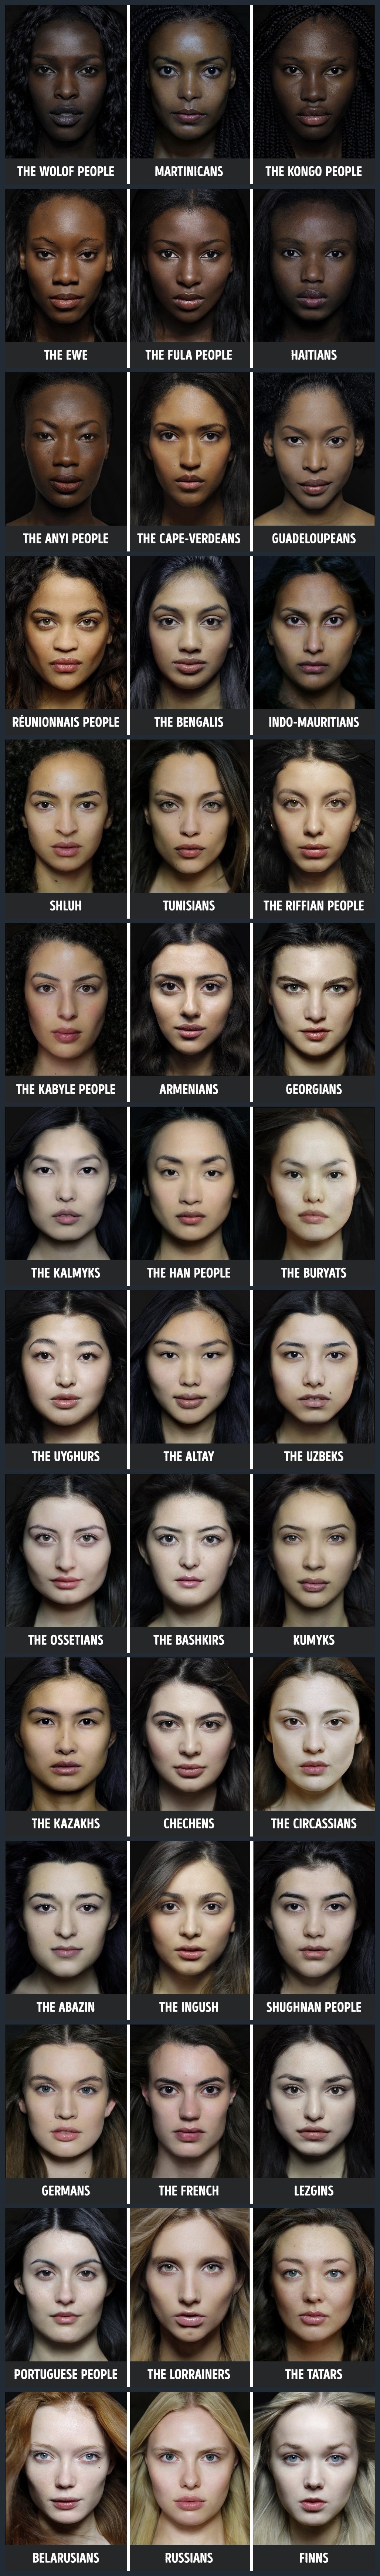 THE WOLOF PEOPLE
MARTINICANS
THE KONGO PEOPLE
THE EWE
THE FULA PEOPLE
HAITIANS
THE ANYI PEOPLE
THE CAPE-VERDEANS
GUADELOUPEANS
RÉUNIONNAIS PEOPLE
THE BENGALIS
INDO-MAURITIANS
SHLUH
TUNISIANS
THE RIFFIAN PEOPLE
THE KABYLE PEOPLE
ARMENIANS
GEORGIANS
THE KALMYKS
THE HAN PEOPLE
THE BURYATS
THE UYGHURS
THE ALTAY
THE UZBEKS
THE OSSETIANS
THE BASHKIRS
KUMYKS
THE KAZAKHS
CHECHENS
THE CIRCASSIANS
THE ABAZIN
THE INGUSH
SHUGHNAN PEOPLE
GERMANS
THE FRENCH
LEZGINS
PORTUGUESE PEOPLE
THE LORRAINERS
THE TATARS
BELARUSIANS
RUSSIANS
FINNS